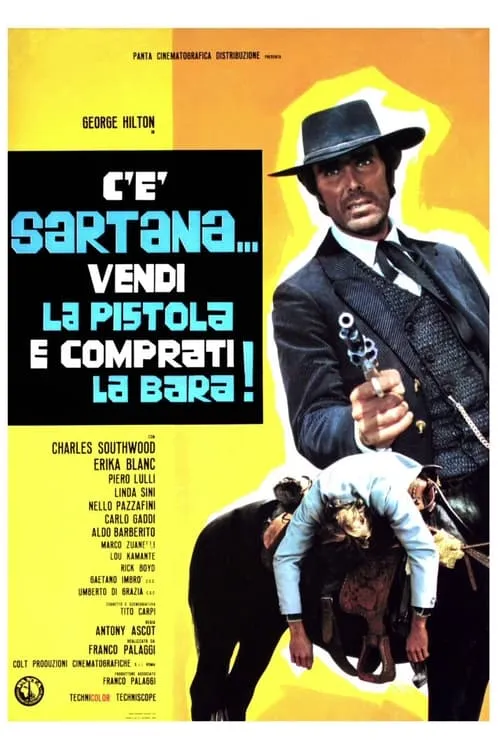 PANTA CINEMATOGRAFICA DISTRIBUZIONE PRESENTA
GEORGE HILTON
IN
C'E'
SARTANA...
VENDI
LA PISTOLA
E COMPRATI
LA BARA!
CON
CHARLES SOUTHWOOD
ERIKA BLANC
PIERO LULLI
LINDA SINI
NELLO PAZZAFINI
CARLO GADDI
ALDO BARBERITO
MARCO ZUANELLI
LOU KAMANTE
RICK BOYD
GAETANO IMBRO' C.S.C.
UMBERTO DI GRAZIA C.S.C.
SOGGETTO E SCENEGGIATURA
TITO CARPI
REGIA
ANTONY ASCOT
REALIZZATO DA
FRANCO PALAGGI
COLT PRODUZIONI CINEMATOGRAFICHE S.r.l. ROMA
PRODUTTORE ASSOCIATO
FRANCO PALAGGI
TECHNICOLOR TECHNISCOPE